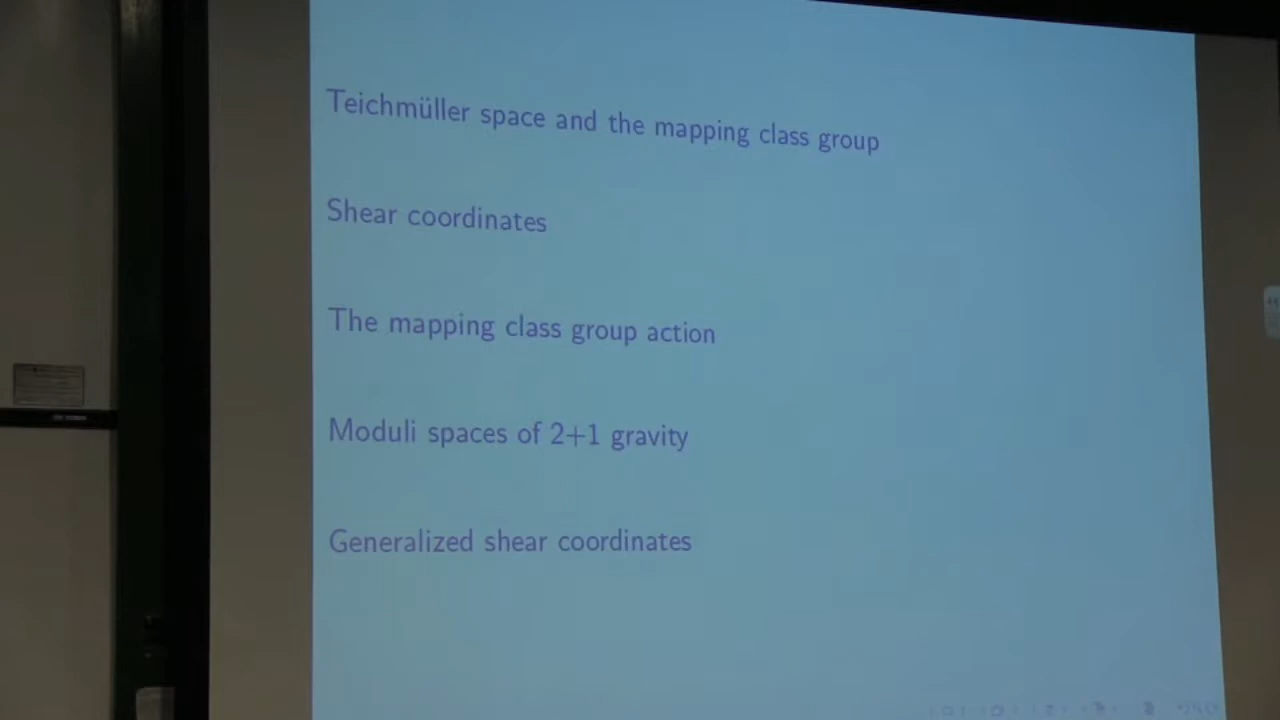 Teichmüller space and the mapping class group
Shear coordinates
The mapping class group action
Moduli spaces of 2+1 gravity
Generalized shear coordinates